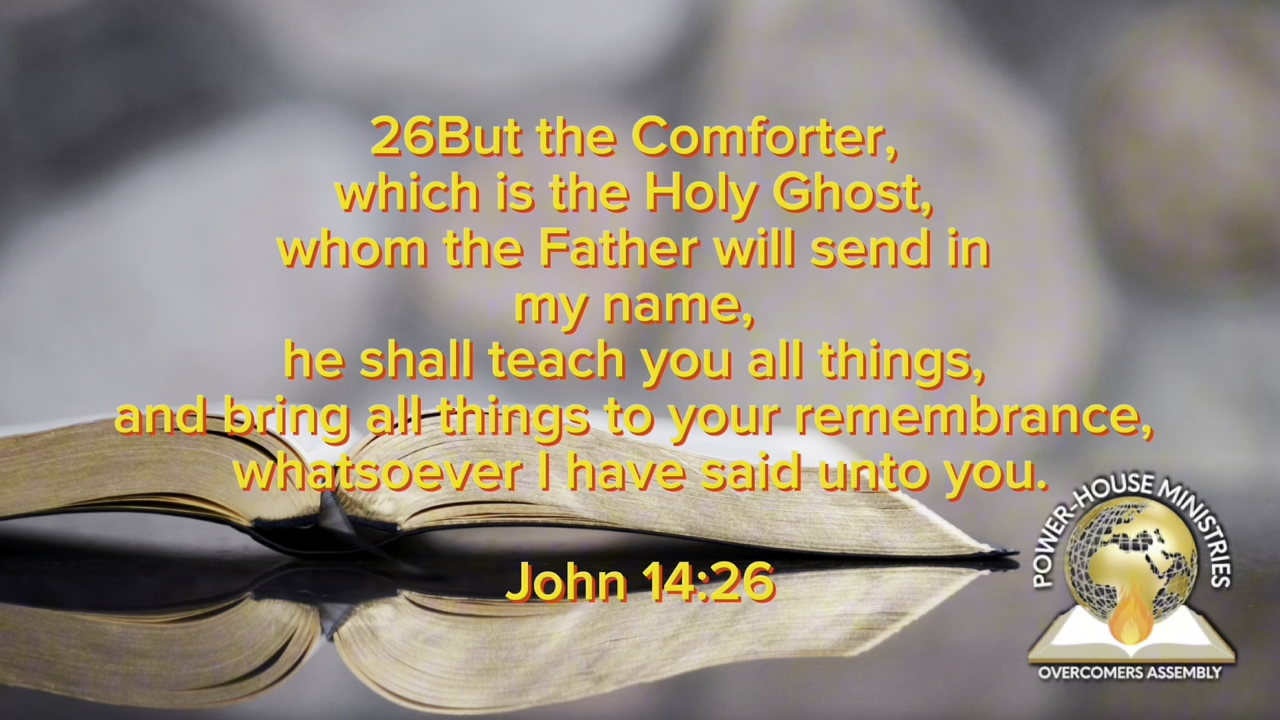 26But the Comforter,
which is the Holy Ghost,
whom the Father will send in
my name,
he shall teach you all things,
and bring all things to your remembrance,
whatsoever I have said unto you.
John 14:26
POWER-HOUSE MINISTRIES
OVERCOMERS ASSEMBLY